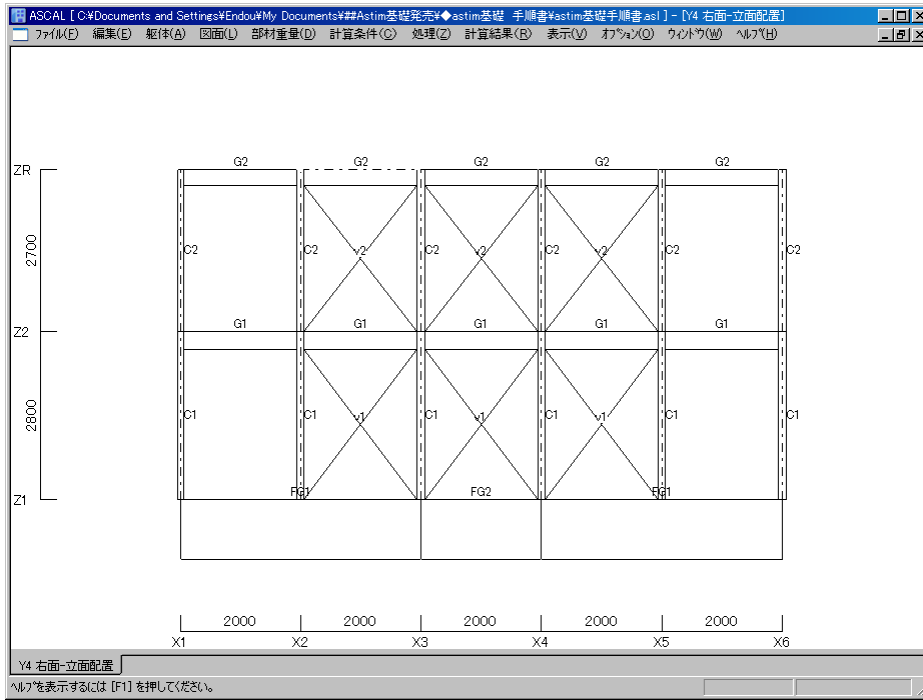 ASCAL [ C:¥Documents and Settings¥Endou¥My Documents¥##Astim基礎発売¥◆astim基礎 手順書¥astim基礎手順書.asl ] - [Y4 右面-立面配置]
ファイル(F) 編集(E) 躯体(A) 図面(L) 部材重量(D) 計算条件(C) 処理(Z) 計算結果(R) 表示(V) オプション(O) ウィンドウ(W) ヘルプ(H)
G2 G2 G2 G2 G2
ZR
2700
C2 C2 v2 C2 v2 C2 v2 C2 C2
G1 G1 G1 G1 G1
Z2
2800
C1 C1 v1 C1 v1 C1 v1 C1 C1
FG1 FG2 FG1
Z1
2000 2000 2000 2000 2000
X1 X2 X3 X4 X5 X6
Y4 右面-立面配置
ヘルプを表示するには [F1] を押してください。